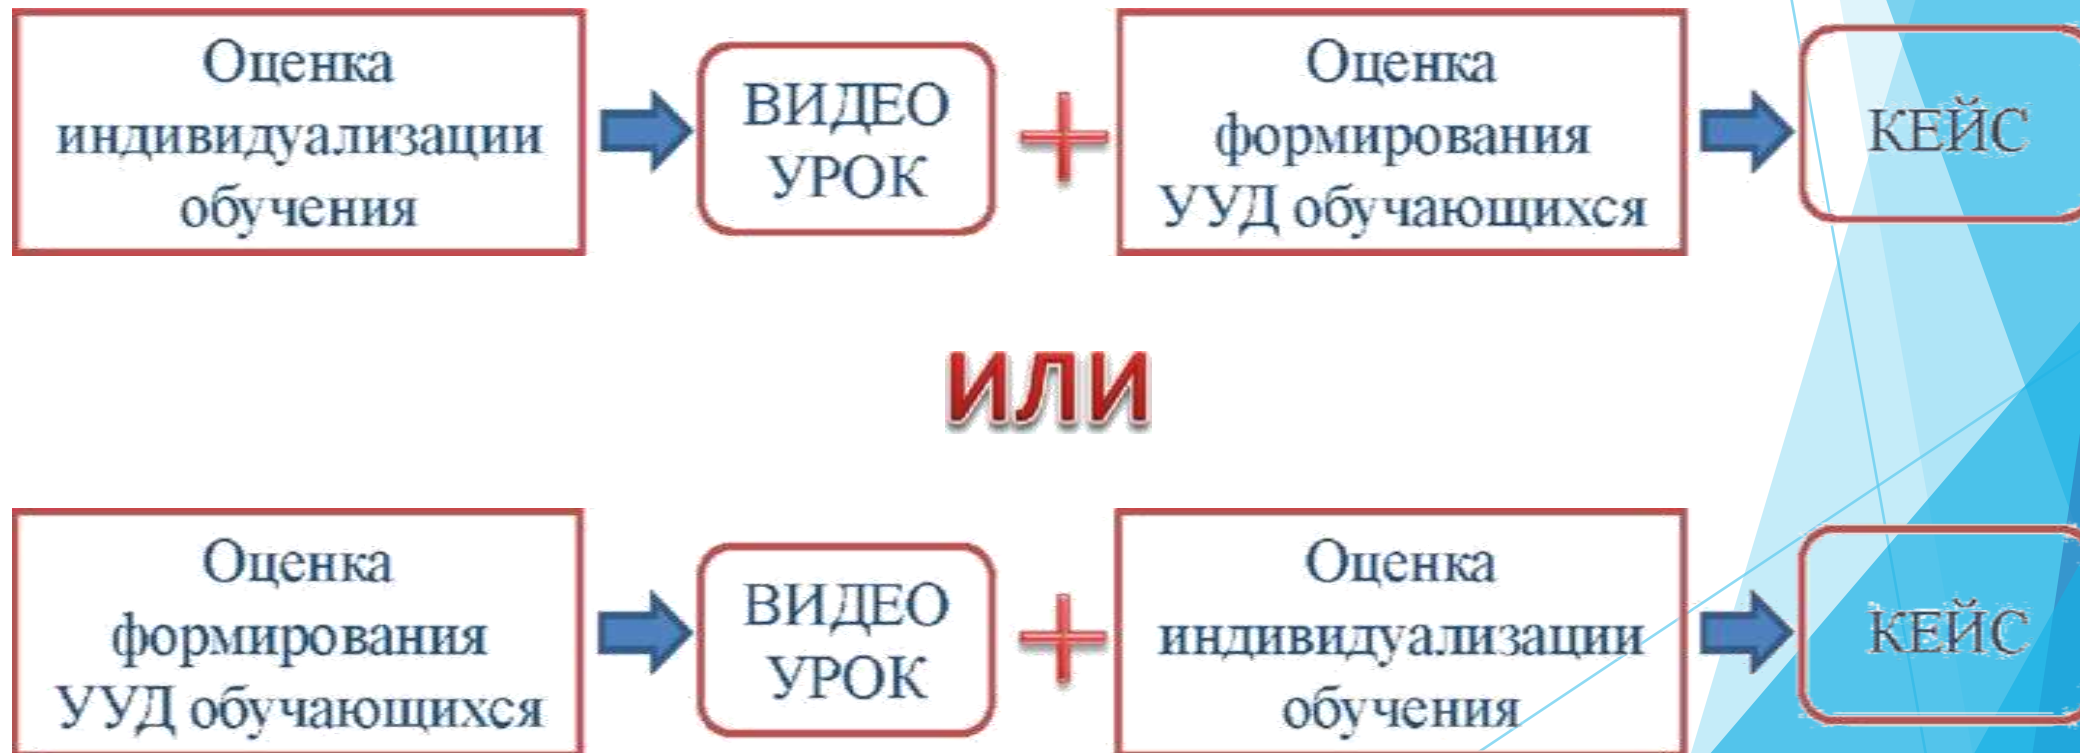 Оценка
индивидуализации
обучения
ВИДЕО
УРОК
+
Оценка
формирования
УУД обучающихся
КЕЙС
ИЛИ
Оценка
формирования
УУД обучающихся
ВИДЕО
УРОК
+
Оценка
индивидуализации
обучения
КЕЙС